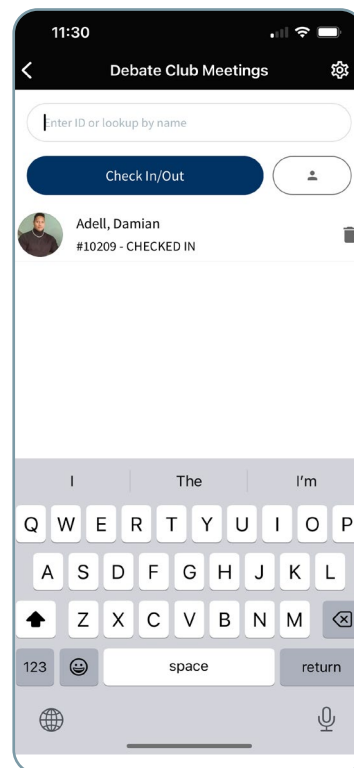 11:30
Debate Club Meetings
Enter ID or lookup by name
Check In/Out
Adell, Damian
#10209 - CHECKED IN
I The I'm
Q W E R T Y U I O P
A S D F G H J K L
Z X C V B N M
123 space return